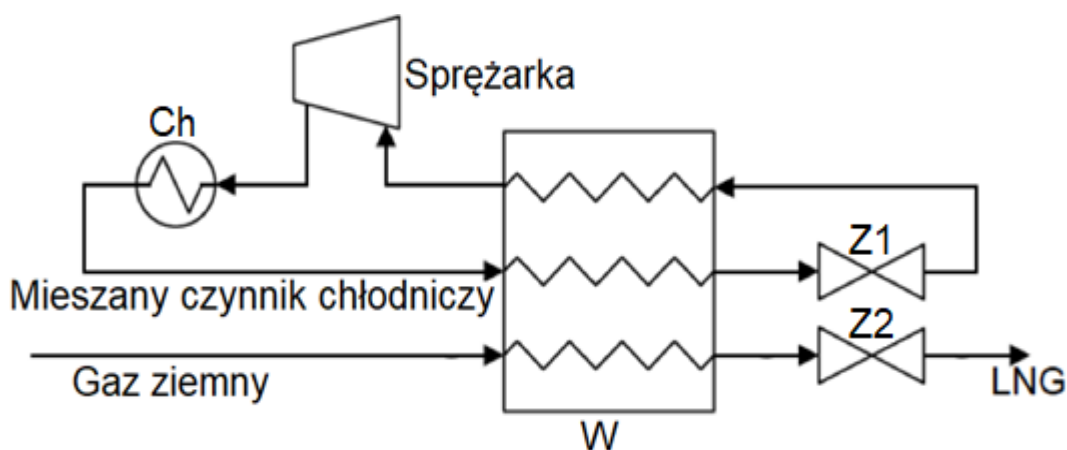 Sprężarka
Ch
Z1
Mieszany czynnik chłodniczy
Z2
Gaz ziemny
LNG
W